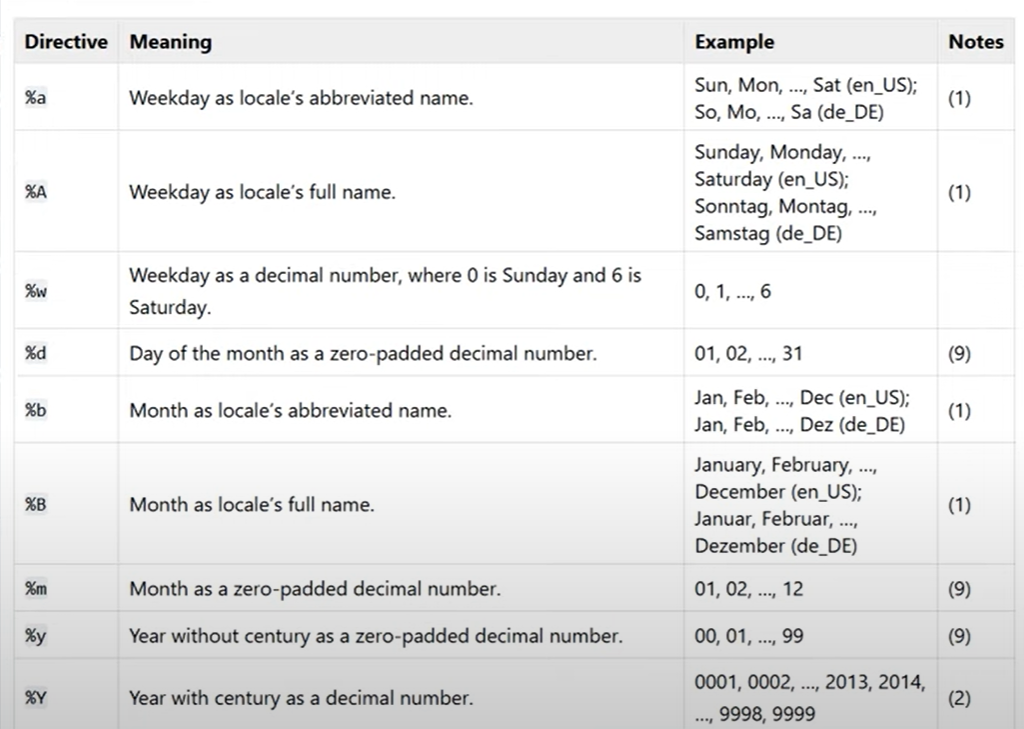 Directive Meaning Example Notes
%a Weekday as locale's abbreviated name. Sun, Mon, ..., Sat (en_US);
So, Mo, ..., Sa (de_DE) (1)
%A Weekday as locale's full name. Sunday, Monday, ...,
Saturday (en_US);
Sonntag, Montag, ...,
Samstag (de_DE) (1)
%w Weekday as a decimal number, where 0 is Sunday and 6 is
Saturday. 0, 1, ..., 6
%d Day of the month as a zero-padded decimal number. 01, 02, ..., 31 (9)
%b Month as locale's abbreviated name. Jan, Feb, ..., Dec (en_US);
Jan, Feb, ..., Dez (de_DE) (1)
%B Month as locale's full name. January, February, ...,
December (en_US);
Januar, Februar, ...,
Dezember (de_DE) (1)
%m Month as a zero-padded decimal number. 01, 02, ..., 12 (9)
%y Year without century as a zero-padded decimal number. 00, 01, ..., 99 (9)
%Y Year with century as a decimal number. 0001, 0002, ..., 2013, 2014,
..., 9998, 9999 (2)